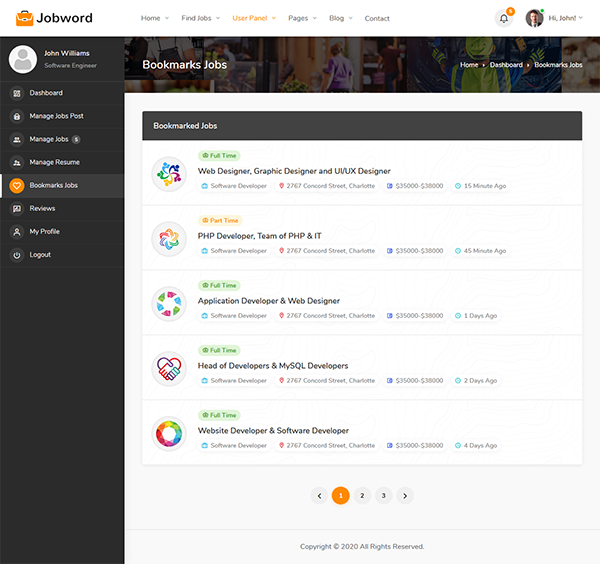 Jobword
Home Find Jobs User Panel Pages Blog Contact
5
Hi, John!
John Williams
Software Engineer
Dashboard
Manage Jobs Post
Manage Jobs 5
Manage Resume
Bookmarks Jobs
Reviews
My Profile
Logout
Bookmarks Jobs
Home Dashboard Bookmarks Jobs
Bookmarked Jobs
Full Time
Web Designer, Graphic Designer and UI/UX Designer
Software Developer 2767 Concord Street, Charlotte $35000-$38000 15 Minute Ago
Part Time
PHP Developer, Team of PHP & IT
Software Developer 2767 Concord Street, Charlotte $35000-$38000 45 Minute Ago
Full Time
Application Developer & Web Designer
Software Developer 2767 Concord Street, Charlotte $35000-$38000 1 Days Ago
Full Time
Head of Developers & MySQL Developers
Software Developer 2767 Concord Street, Charlotte $35000-$38000 2 Days Ago
Full Time
Website Developer & Software Developer
Software Developer 2767 Concord Street, Charlotte $35000-$38000 4 Days Ago
1 2 3
Copyright © 2020 All Rights Reserved.